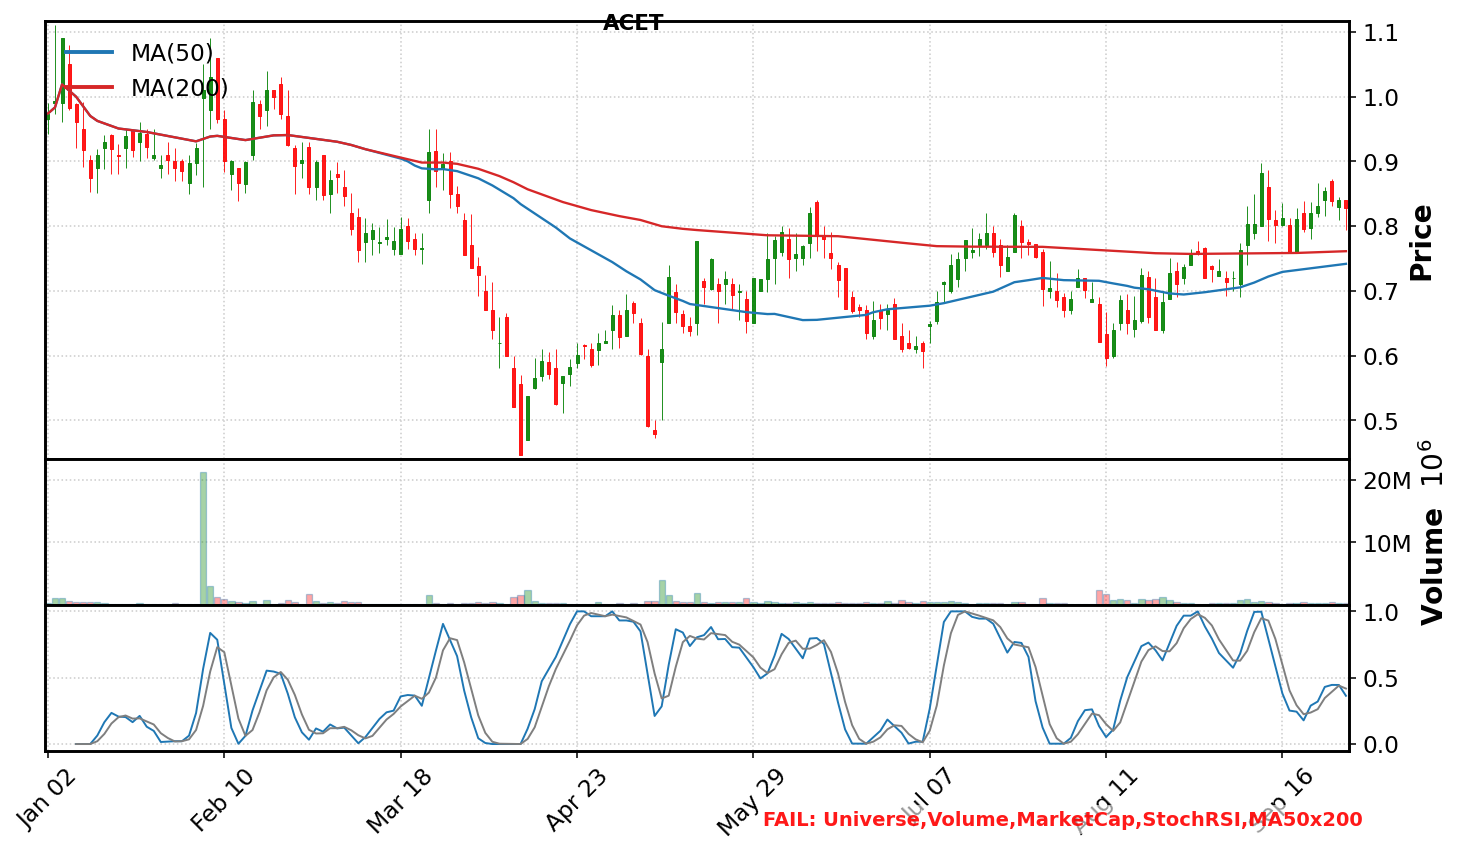 ACET
MA(50)
MA(200)
1.1
1.0
0.9
0.8
0.7
0.6
0.5
Price
20M
10M
Volume 10⁶
1.0
0.5
0.0
Jan 02
Feb 10
Mar 18
Apr 23
May 29
Jul 07
Aug 11
Sep 16
FAIL: Universe,Volume,MarketCap,StochRSI,MA50x200